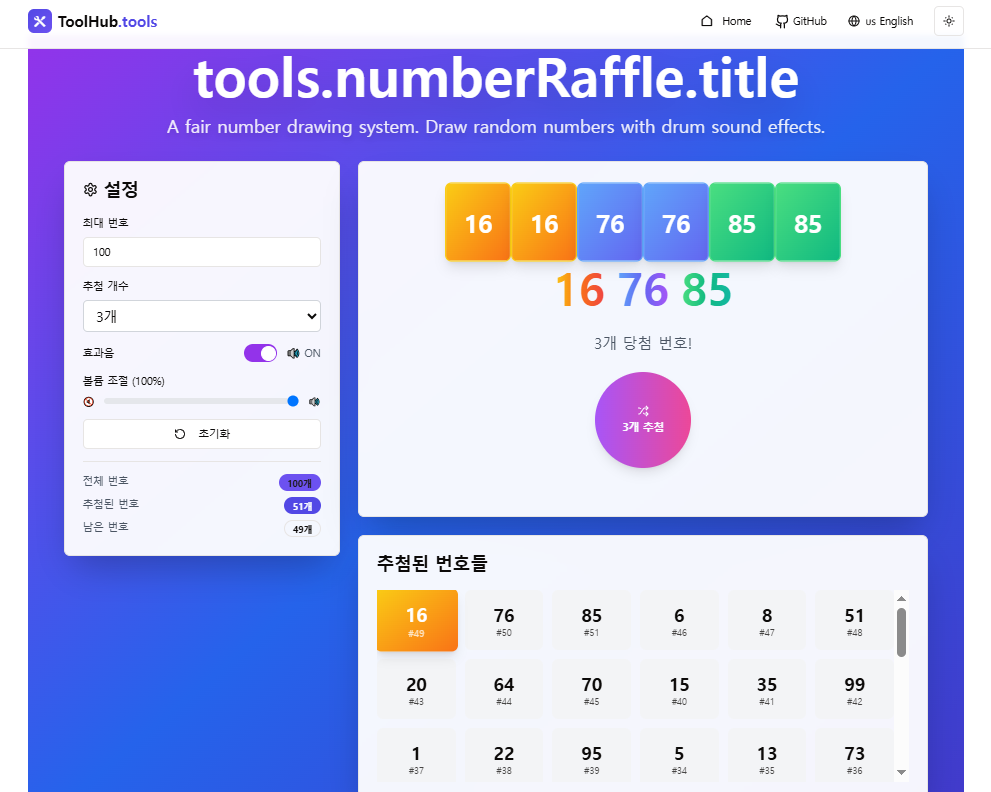 ToolHub.tools
Home
GitHub
us English
tools.numberRaffle.title
A fair number drawing system. Draw random numbers with drum sound effects.
설정
최대 번호
100
추첨 개수
3개
효과음
ON
볼륨 조절 (100%)
초기화
전체 번호
100개
추첨된 번호
51개
남은 번호
49개
16 16 76 76 85 85
16 76 85
3개 당첨 번호!
3개 추첨
추첨된 번호들
16 76 85 6 8 51
#49 #50 #51 #46 #47 #48
20 64 70 15 35 99
#43 #44 #45 #40 #41 #42
1 22 95 5 13 73
#37 #38 #39 #34 #35 #36